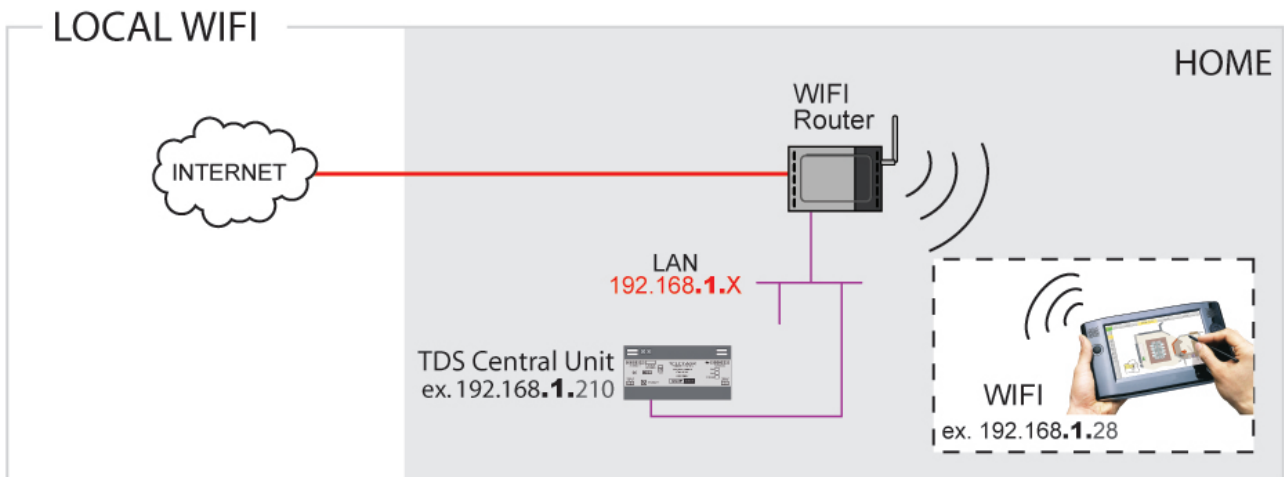 LOCAL WIFI
HOME
WIFI
Router
INTERNET
LAN
192.168.1.X
TDS Central Unit
ex. 192.168.1.210
WIFI
ex. 192.168.1.28